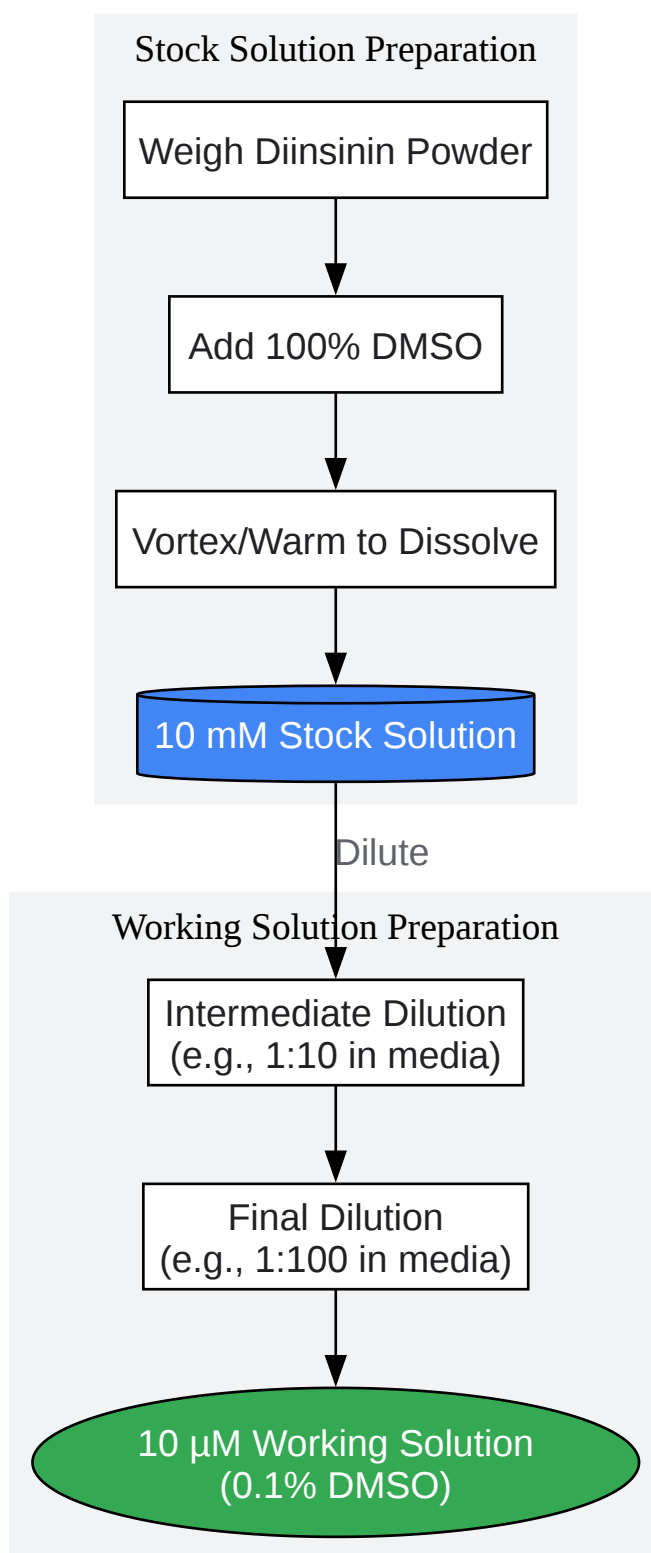 Stock Solution Preparation
Weigh Diinsinin Powder
Add 100% DMSO
Vortex/Warm to Dissolve
10 mM Stock Solution
Dilute
Working Solution Preparation
Intermediate Dilution
(e.g., 1:10 in media)
Final Dilution
(e.g., 1:100 in media)
10 µM Working Solution
(0.1% DMSO)